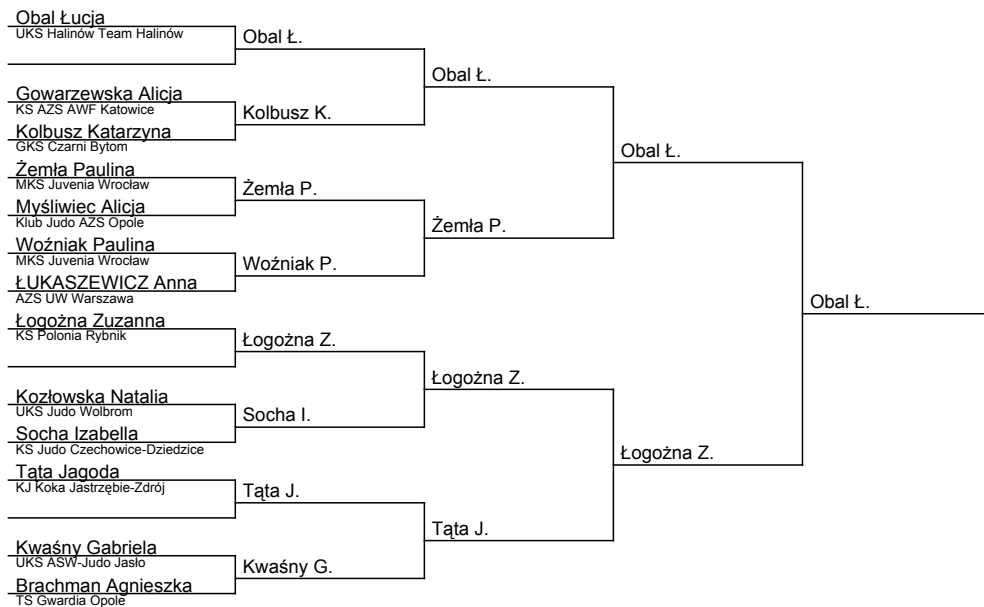 Obal Łucja
UKS Halinów Team Halinów
Obal Ł.
Obal Ł.
Gowarzewska Alicja
KS AZS AWF Katowice
Kolbusz K.
Kolbusz Katarzyna
GKS Czarni Bytom
Obal Ł.
Żemła Paulina
MKS Juvenia Wrocław
Żemła P.
Myśliwiec Alicja
Klub Judo AZS Opole
Żemła P.
Woźniak Paulina
MKS Juvenia Wrocław
Woźniak P.
ŁUKASZEWICZ Anna
AZS UW Warszawa
Obal Ł.
Łogożna Zuzanna
KS Polonia Rybnik
Łogożna Z.
Łogożna Z.
Kozłowska Natalia
UKS Judo Wolbrom
Socha I.
Socha Izabella
KS Judo Czechowice-Dziedzice
Łogożna Z.
Tąta Jagoda
KJ Koka Jastrzębie-Zdrój
Tąta J.
Tąta J.
Kwaśny Gabriela
UKS ASW-Judo Jasło
Kwaśny G.
Brachman Agnieszka
TS Gwardia Opole